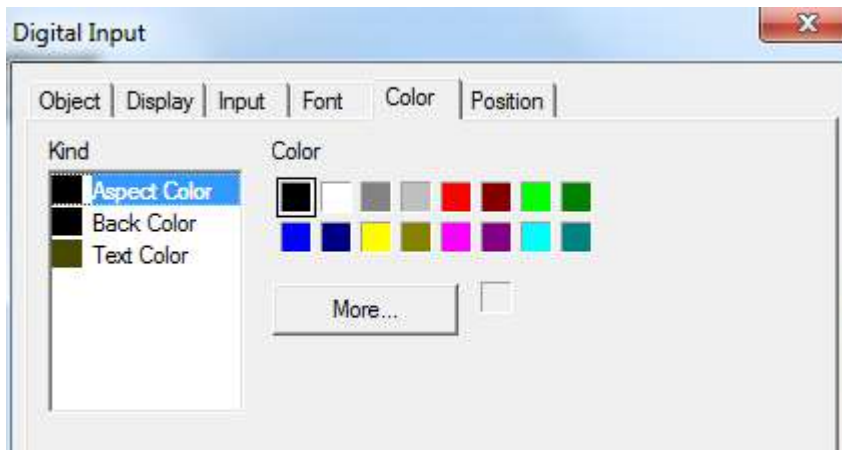 Digital Input
Object Display Input Font Color Position
Kind Color
Aspect Color
Back Color
Text Color
More...